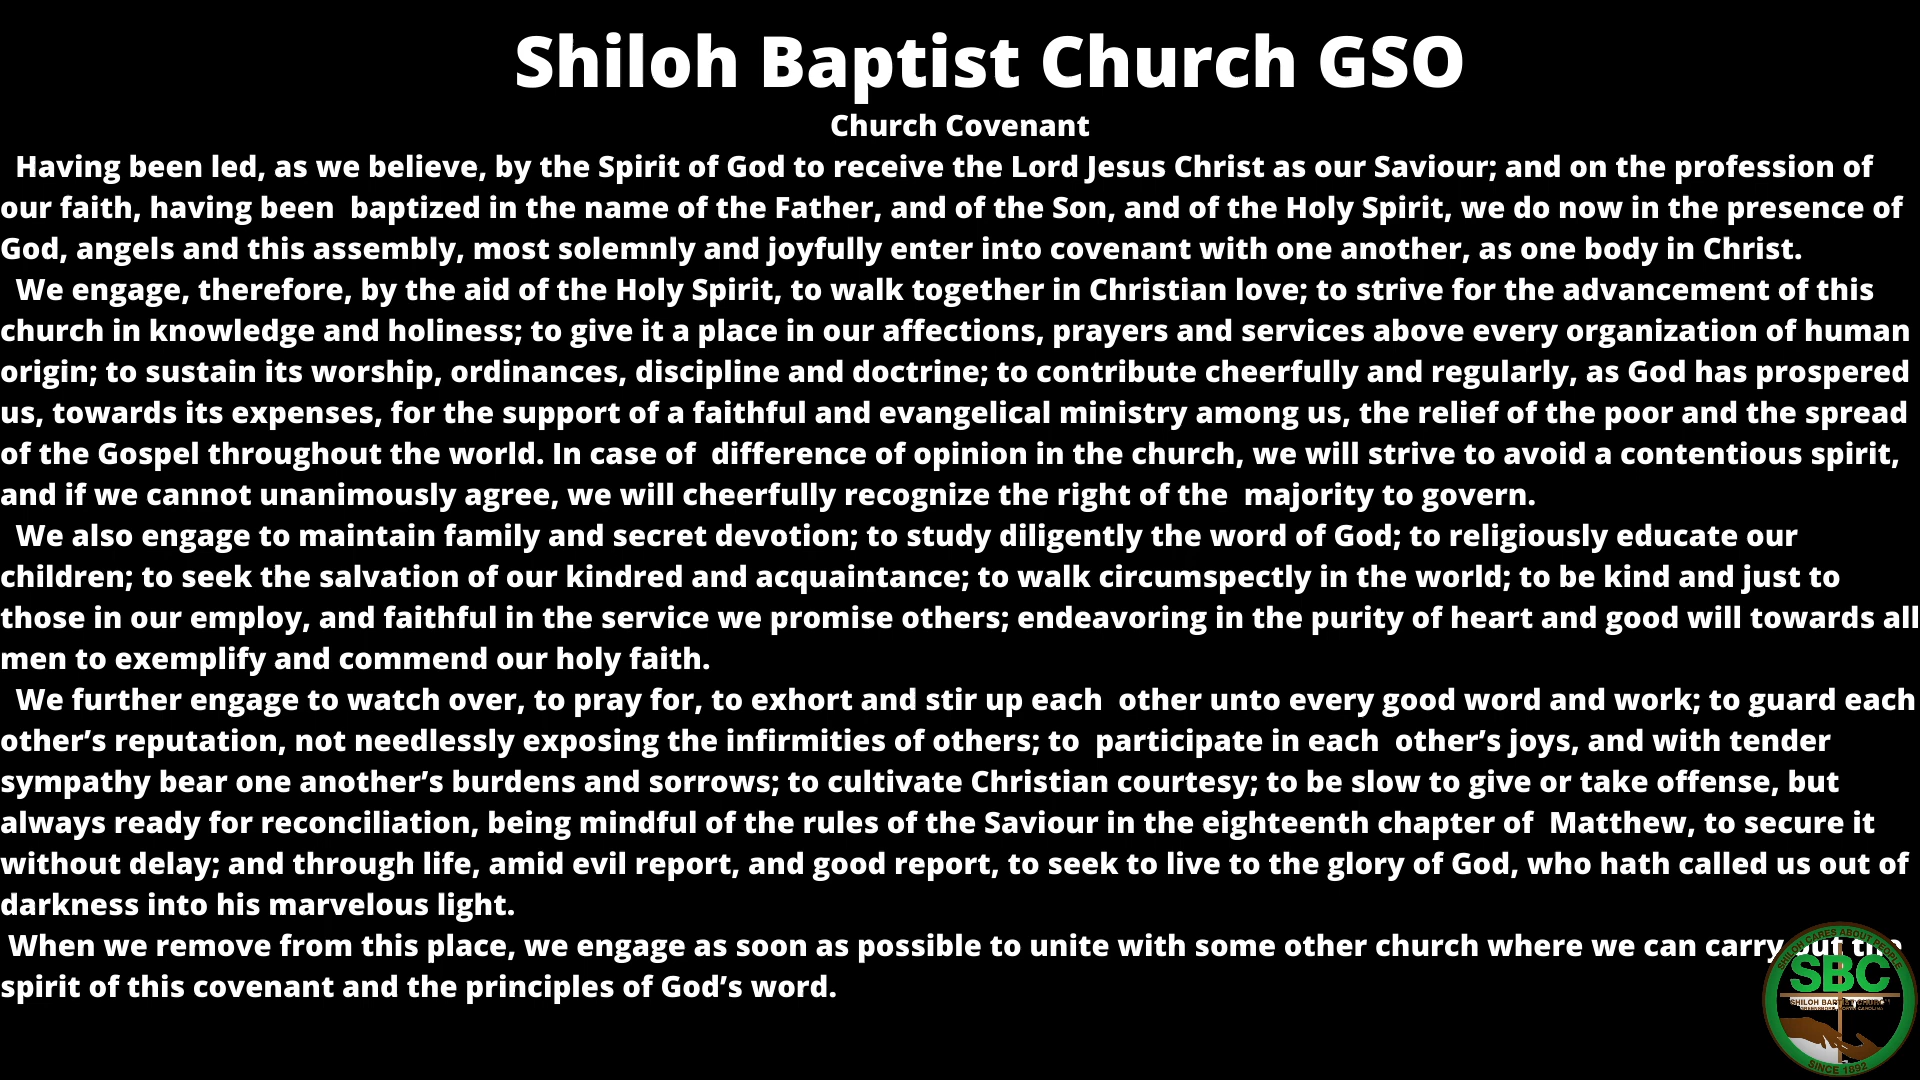 Shiloh Baptist Church GSO
Church Covenant
Having been led, as we believe, by the Spirit of God to receive the Lord Jesus Christ as our Saviour; and on the profession of
our faith, having been baptized in the name of the Father, and of the Son, and of the Holy Spirit, we do now in the presence of
God, angels and this assembly, most solemnly and joyfully enter into covenant with one another, as one body in Christ.
We engage, therefore, by the aid of the Holy Spirit, to walk together in Christian love; to strive for the advancement of this
church in knowledge and holiness; to give it a place in our affections, prayers and services above every organization of human
origin; to sustain its worship, ordinances, discipline and doctrine; to contribute cheerfully and regularly, as God has prospered
us, towards its expenses, for the support of a faithful and evangelical ministry among us, the relief of the poor and the spread
of the Gospel throughout the world. In case of difference of opinion in the church, we will strive to avoid a contentious spirit,
and if we cannot unanimously agree, we will cheerfully recognize the right of the majority to govern.
We also engage to maintain family and secret devotion; to study diligently the word of God; to religiously educate our
children; to seek the salvation of our kindred and acquaintance; to walk circumspectly in the world; to be kind and just to
those in our employ, and faithful in the service we promise others; endeavoring in the purity of heart and good will towards all
men to exemplify and commend our holy faith.
We further engage to watch over, to pray for, to exhort and stir up each other unto every good word and work; to guard each
other’s reputation, not needlessly exposing the infirmities of others; to participate in each other’s joys, and with tender
sympathy bear one another’s burdens and sorrows; to cultivate Christian courtesy; to be slow to give or take offense, but
always ready for reconciliation, being mindful of the rules of the Saviour in the eighteenth chapter of Matthew, to secure it
without delay; and through life, amid evil report, and good report, to seek to live to the glory of God, who hath called us out of
darkness into his marvelous light.
When we remove from this place, we engage as soon as possible to unite with some other church where we can carry out the
spirit of this covenant and the principles of God’s word.
SHILOH CARES ABOUT PEOPLE
SBC
SHILOH BAPTIST CHURCH
SINCE 1892